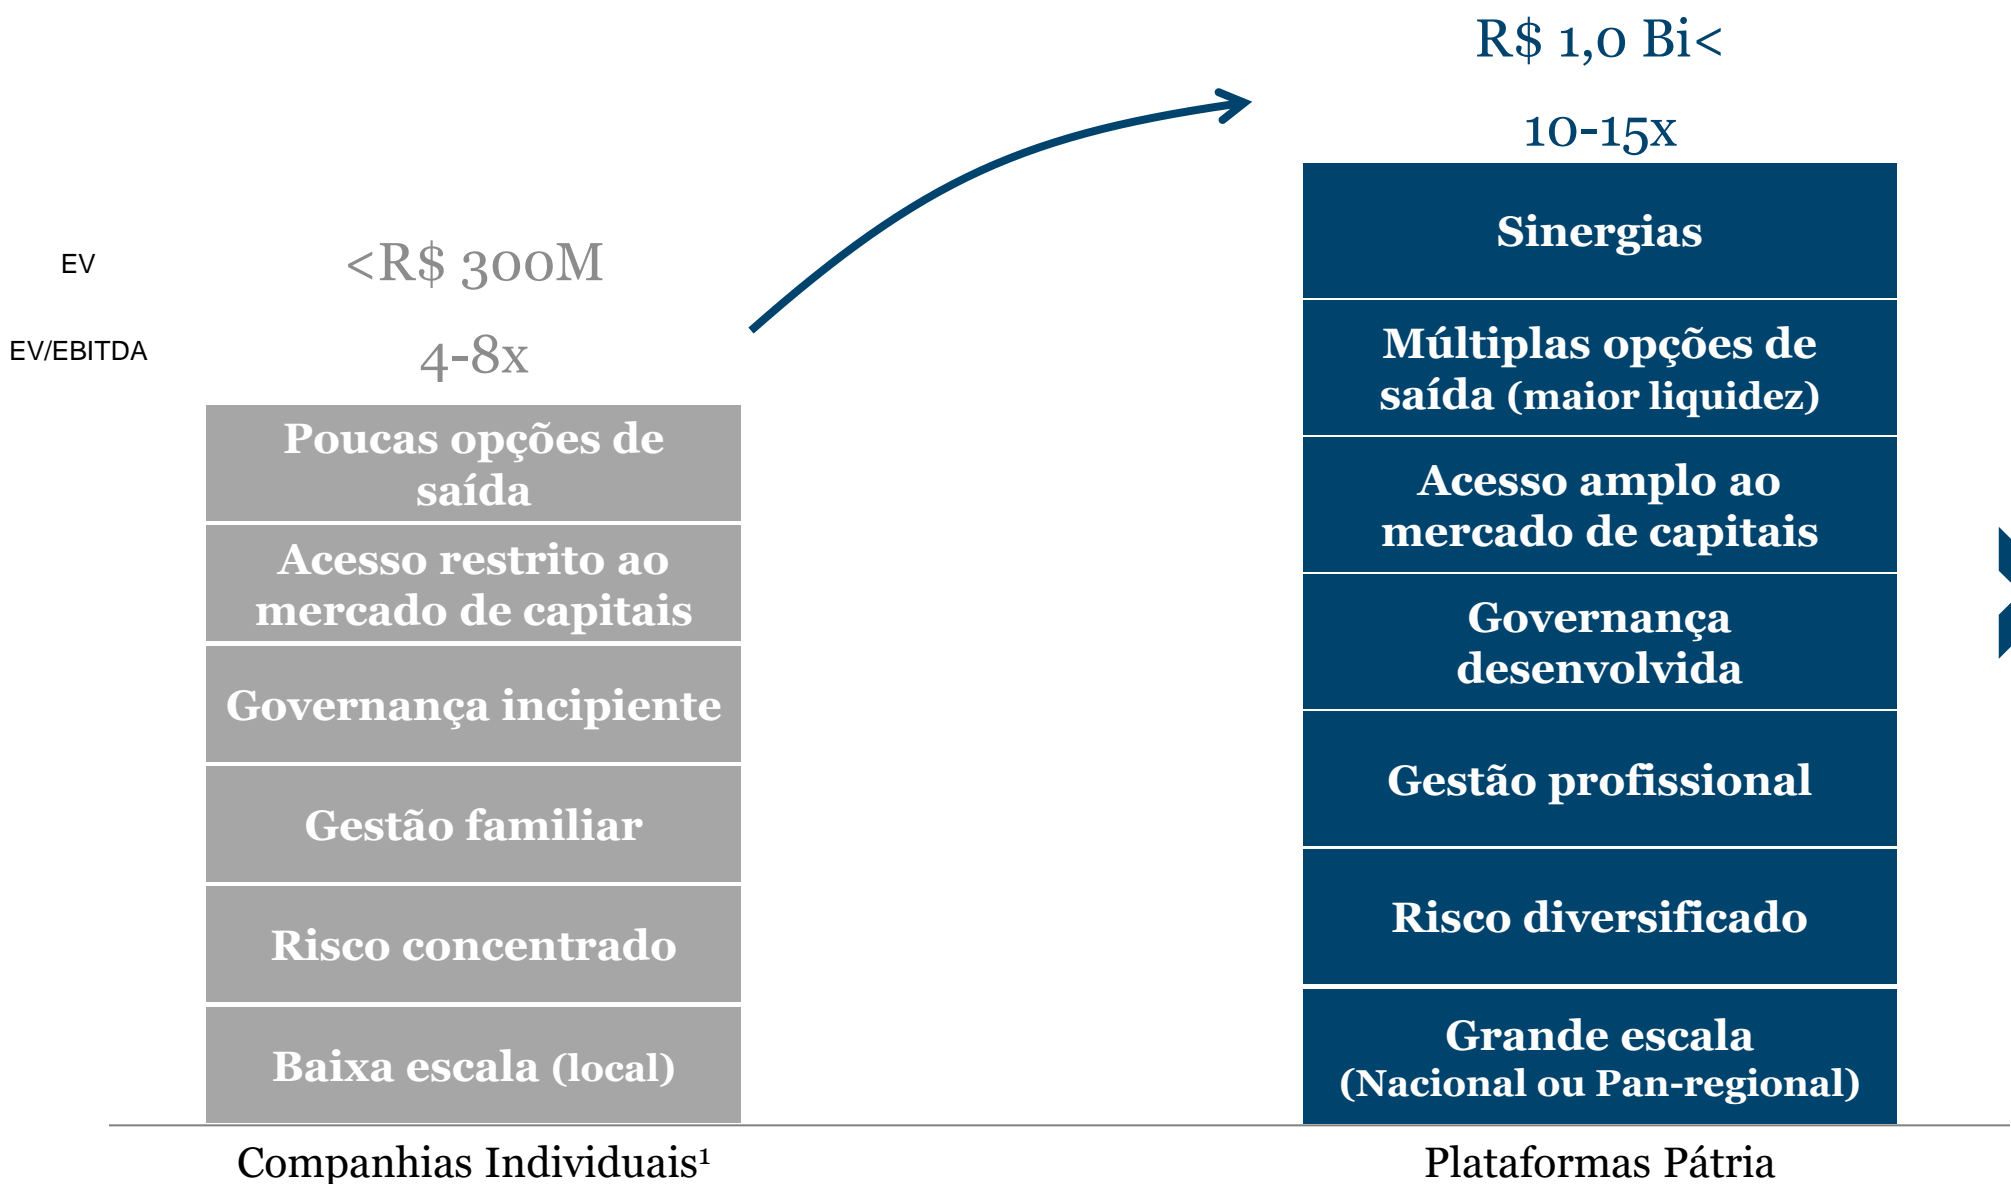 EV
<R$ 300M
EV/EBITDA
4-8x
Poucas opções de
saída
Acesso restrito ao
mercado de capitais
Governança incipiente
Gestão familiar
Risco concentrado
Baixa escala (local)
Companhias Individuais¹
R$ 1,0 Bi<
10-15x
Sinergias
Múltiplas opções de
saída (maior liquidez)
Acesso amplo ao
mercado de capitais
Governança
desenvolvida
Gestão profissional
Risco diversificado
Grande escala
(Nacional ou Pan-regional)
Plataformas Pátria